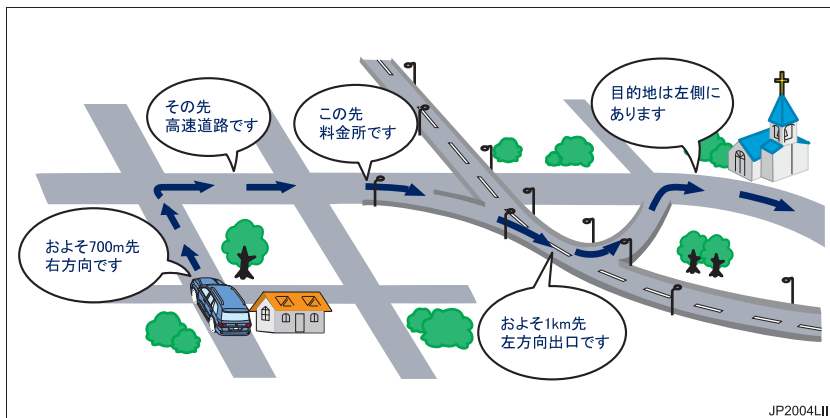 その先
高速道路です
この先
料金所です
目的地は左側に
あります
およそ700m先
右方向です
およそ1km先
左方向出口です
JP2004LII